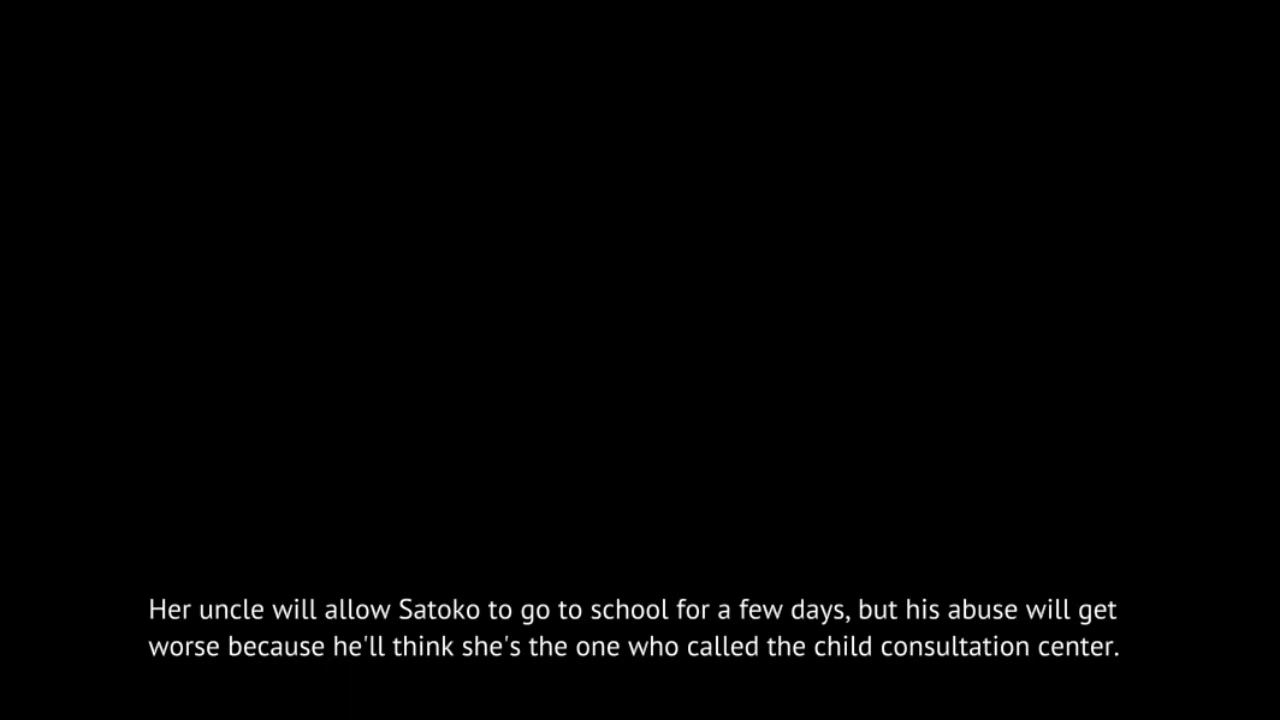 Her uncle will allow Satoko to go to school for a few days, but his abuse will get
worse because he'll think she's the one who called the child consultation center.